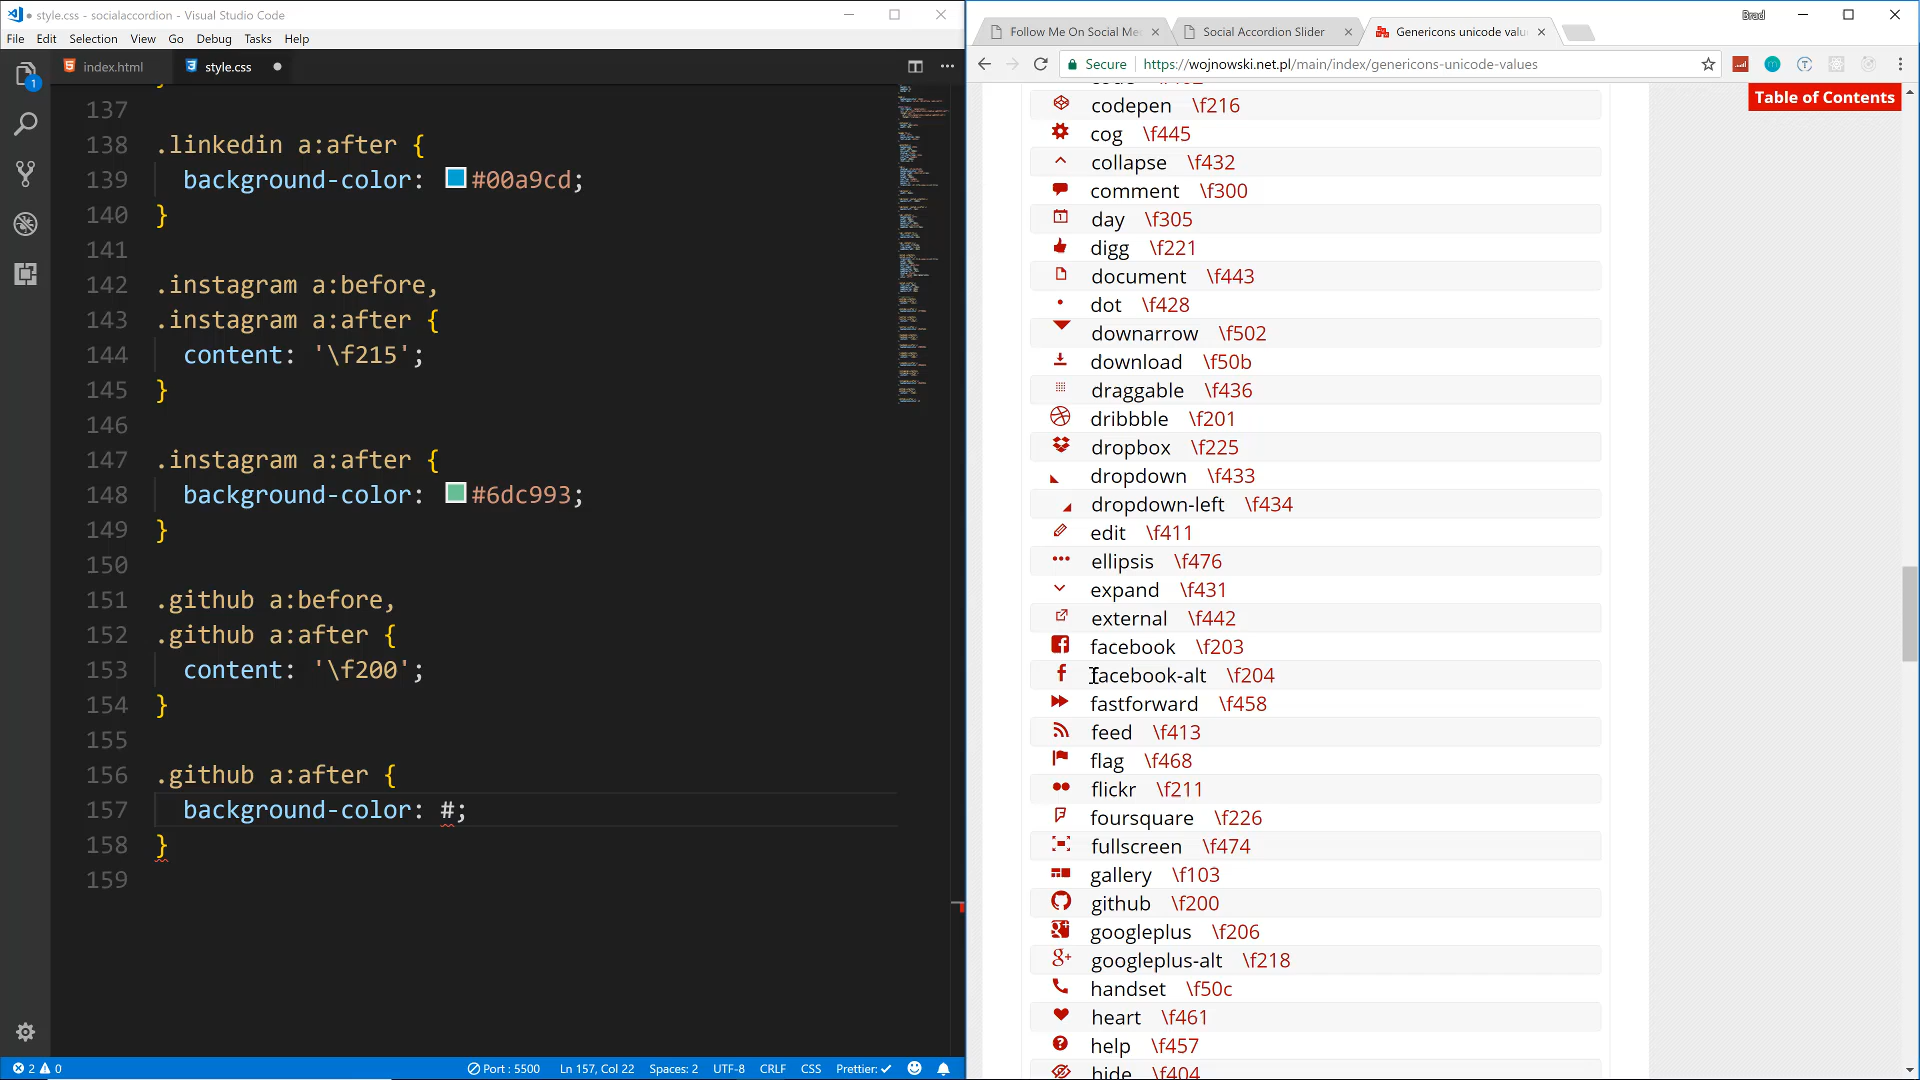 style.css - socialaccordion - Visual Studio Code
File Edit Selection View Go Debug Tasks Help
index.html
style.css
137
138 .linkedin a:after {
139 background-color: #00a9cd;
140 }
141
142 .instagram a:before,
143 .instagram a:after {
144 content: '\f215';
145 }
146
147 .instagram a:after {
148 background-color: #6dc993;
149 }
150
151 .github a:before,
152 .github a:after {
153 content: '\f200';
154 }
155
156 .github a:after {
157 background-color: #;
158 }
159
1
2 0
Port : 5500
Ln 157, Col 22
Spaces: 2
UTF-8
CRLF
CSS
Prettier: ✓
Brad
Follow Me On Social Me
Social Accordion Slider
Genericons unicode valu
Secure
https://wojnowski.net.pl/main/index/genericons-unicode-values
Table of Contents
codepen \f216
cog \f445
collapse \f432
comment \f300
day \f305
digg \f221
document \f443
dot \f428
downarrow \f502
download \f50b
draggable \f436
dribbble \f201
dropbox \f225
dropdown \f433
dropdown-left \f434
edit \f411
ellipsis \f476
expand \f431
external \f442
facebook \f203
facebook-alt \f204
fastforward \f458
feed \f413
flag \f468
flickr \f211
foursquare \f226
fullscreen \f474
gallery \f103
github \f200
googleplus \f206
googleplus-alt \f218
handset \f50c
heart \f461
help \f457
hide \f404